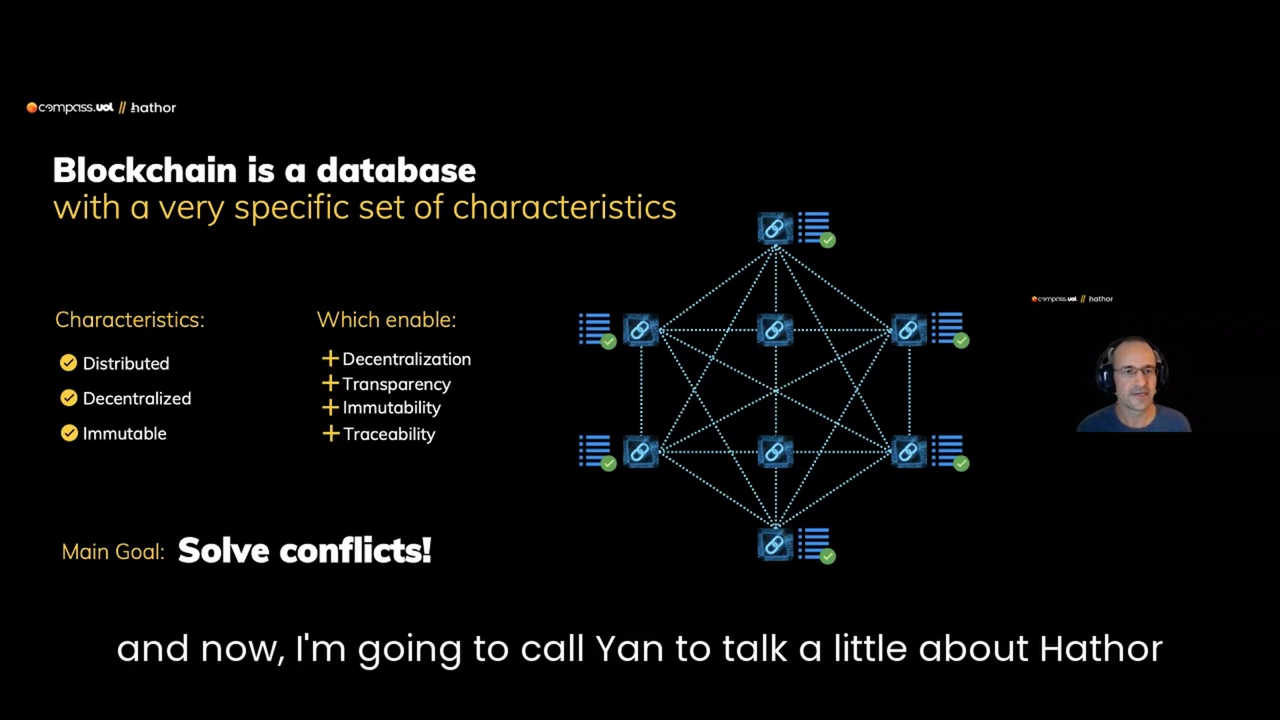 compass.uol // hathor
Blockchain is a database
with a very specific set of characteristics
Characteristics:
Distributed
Decentralized
Immutable
Which enable:
Decentralization
Transparency
Immutability
Traceability
Main Goal: Solve conflicts!
compass.uol // hathor
and now, I'm going to call Yan to talk a little about Hathor